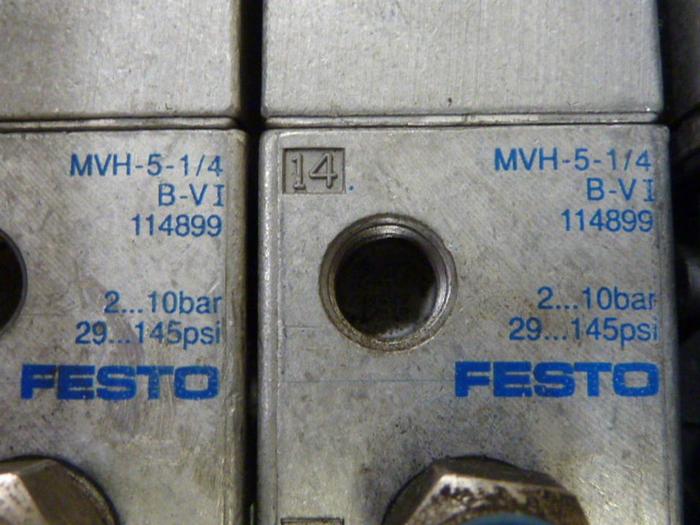 MVH-5-1/4
B-VI
114899
2...10bar
29...145psi
FESTO
14
MVH-5-1/4
B-VI
114899
2...10bar
29...145psi
FESTO